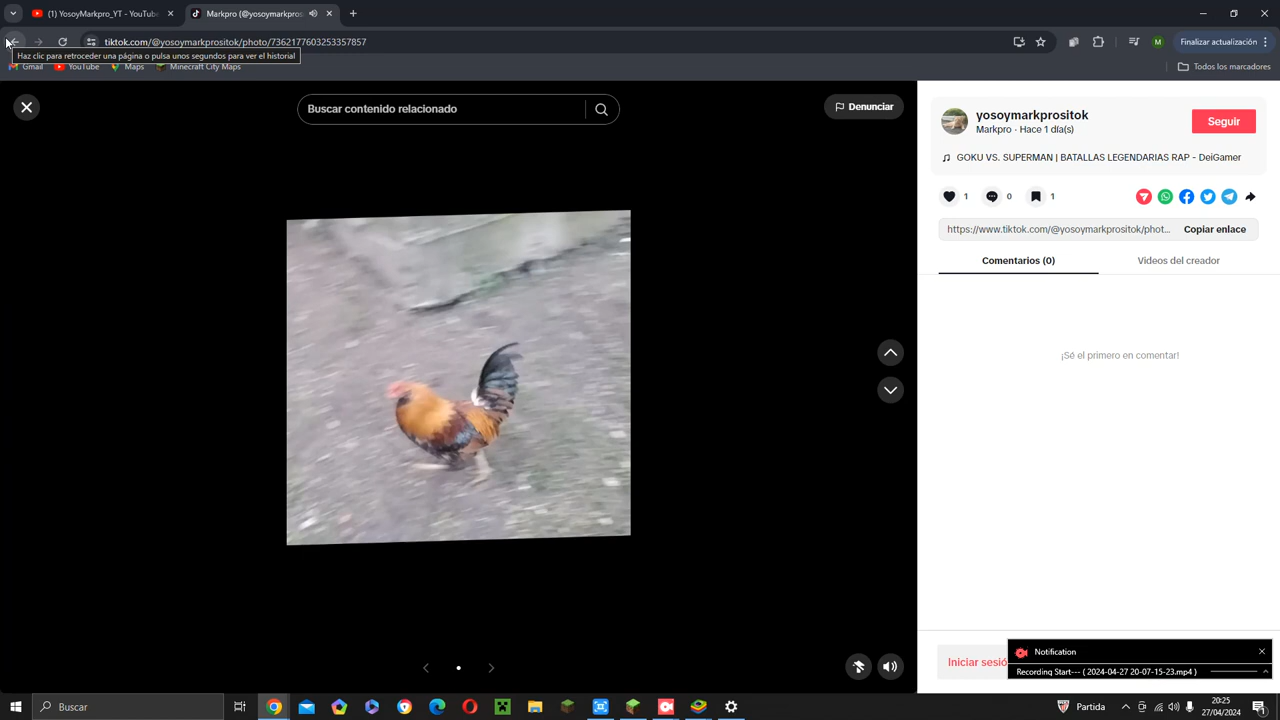 (1) YosoyMarkpro_YT - YouTube
Markpro (@yosoymarkprosi
tiktok.com/@yosoymarkprositok/photo/7362177603253357857
Finalizar actualización
M
Haz clic para retroceder una página o pulsa unos segundos para ver el historial
Gmail
YouTube
Maps
Minecraft City Maps
Todos los marcadores
Buscar contenido relacionado
Denunciar
yosoymarkprositok
Markpro · Hace 1 día(s)
Seguir
GOKU VS. SUPERMAN | BATALLAS LEGENDARIAS RAP - DeiGamer
1 0 1
https://www.tiktok.com/@yosoymarkprositok/phot...
Copiar enlace
Comentarios (0)
Videos del creador
¡Sé el primero en comentar!
Iniciar sesió
Notification
Recording Start--- ( 2024-04-27 20-07-15-23.mp4 )
Buscar
Partida
20:25
27/04/2024
1